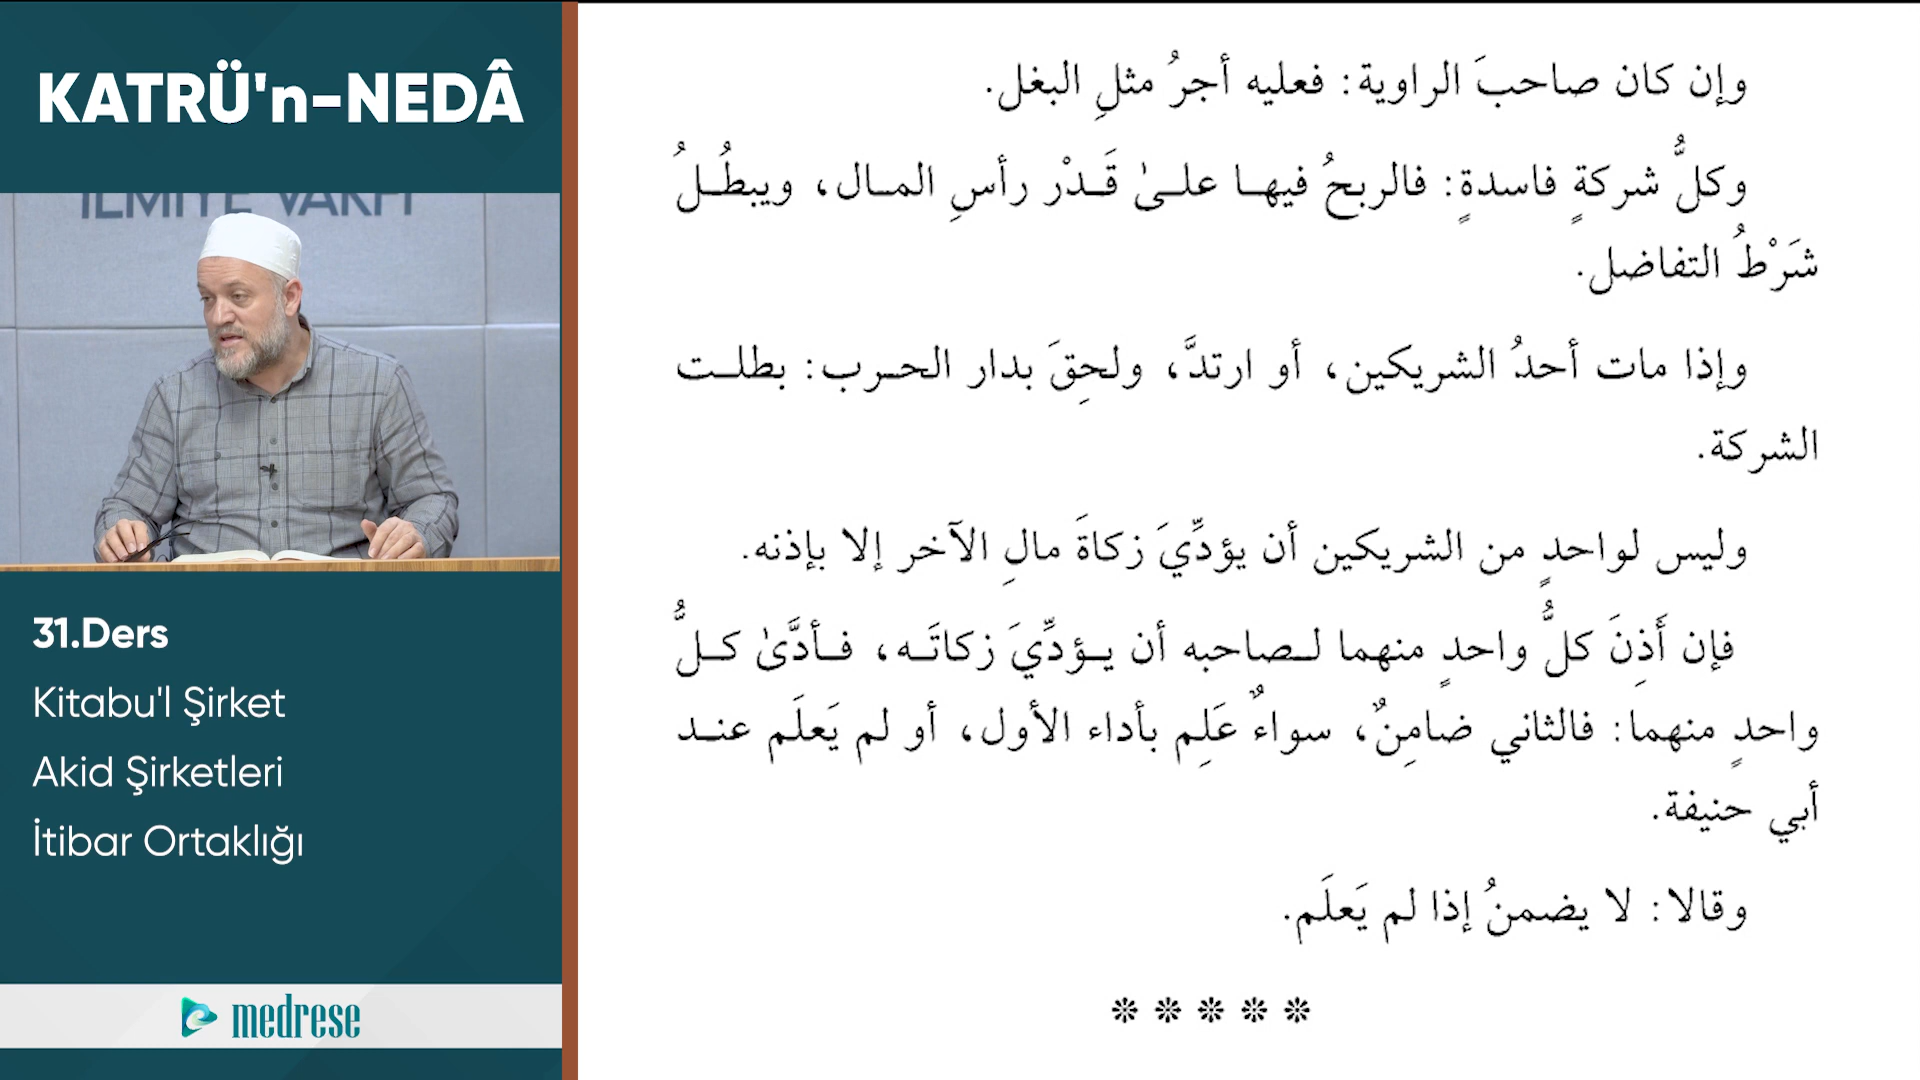 KATRÜ'n-NEDÂ
İLMİYE VAKFI
31.Ders
Kitabu'l Şirket
Akid Şirketleri
İtibar Ortaklığı
medrese
وإن كان صاحبَ الراوية: فعليه أجرُ مثلِ البغل.
وكلُّ شركةٍ فاسدةٍ: فالربحُ فيها علىٰ قَدْر رأسِ المال، ويبطُلُ
شَرْطُ التفاضل.
وإذا مات أحدُ الشريكين، أو ارتدَّ، ولحِقَ بدار الحرب: بطلت
الشركة.
وليس لواحدٍ من الشريكين أن يؤدِّيَ زكاةَ مالِ الآخر إلا بإذنه.
فإن أَذِنَ كلُّ واحدٍ منهما لصاحبه أن يؤدِّيَ زكاتَه، فأدَّىٰ كلُّ
واحدٍ منهما: فالثاني ضامِنٌ، سواءٌ عَلِم بأداء الأول، أو لم يَعلَم عند
أبي حنيفة.
وقالا: لا يضمنُ إذا لم يَعلَم.